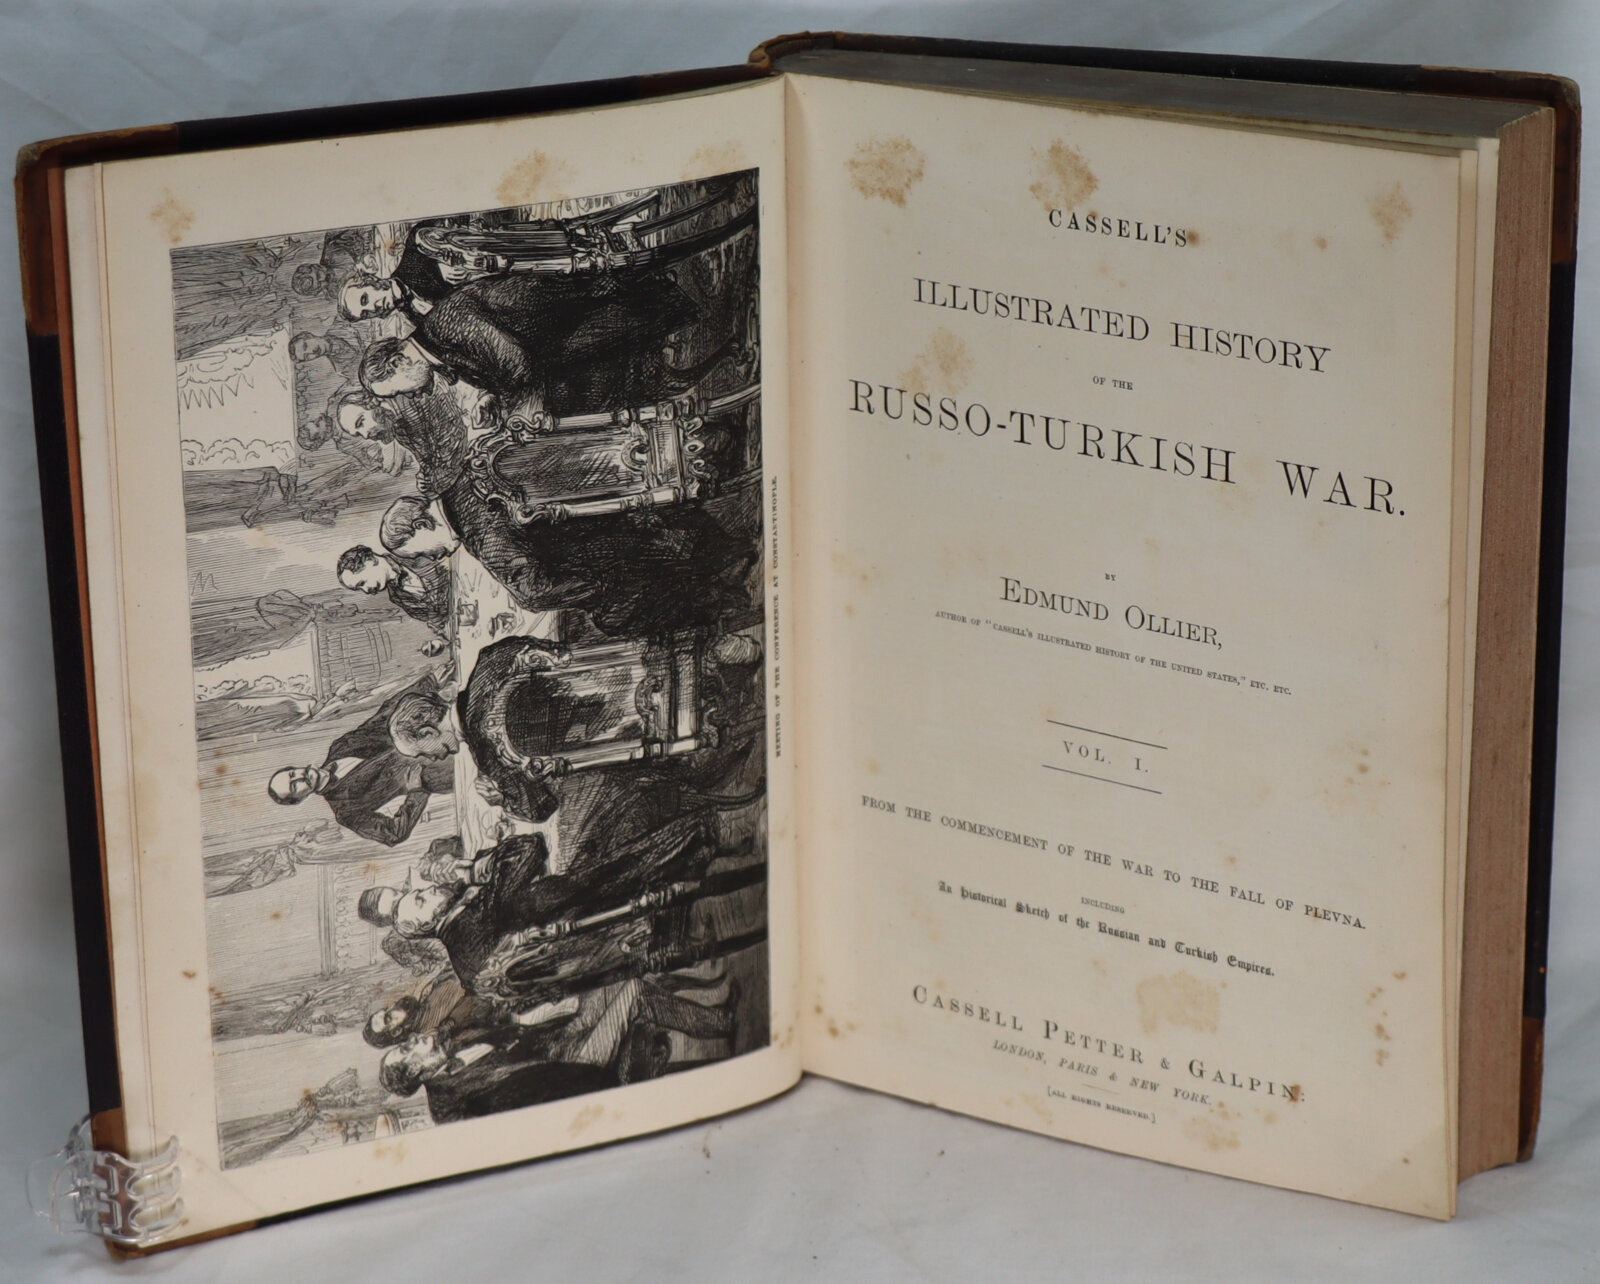 MEETING OF THE CONFERENCE AT CONSTANTINOPLE.
CASSELL'S
ILLUSTRATED HISTORY
OF THE
RUSSO-TURKISH WAR.
BY
EDMUND OLLIER,
AUTHOR OF "CASSELL'S ILLUSTRATED HISTORY OF THE UNITED STATES," ETC. ETC.
VOL. I.
FROM THE COMMENCEMENT OF THE WAR TO THE FALL OF PLEVNA.
INCLUDING
An Historical Sketch of the Russian and Turkish Empires.
CASSELL PETTER & GALPIN:
LONDON, PARIS & NEW YORK.
[ALL RIGHTS RESERVED.]